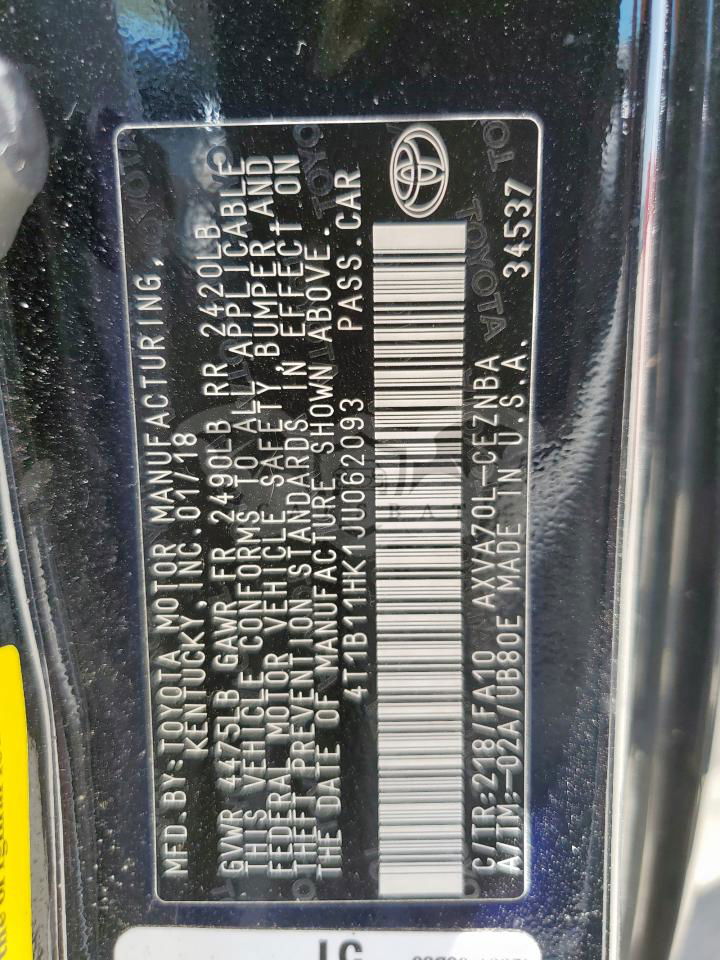 MFD.BY:TOYOTA MOTOR MANUFACTURING,
KENTUCKY, INC.01/18
GVWR 4475LB GAWR FR 2490LB RR 2420LB
THIS VEHICLE CONFORMS TO ALL APPLICABLE
FEDERAL MOTOR VEHICLE SAFETY, BUMPER, AND
THEFT PREVENTION STANDARDS IN EFFECT ON
THE DATE OF MANUFACTURE SHOWN ABOVE.
4T1B11HK1JU062093 PASS.CAR
C/TR:218/FA10 AXVA70L-CEZNBA
A/TM:-02A/UB80E MADE IN U.S.A. 34537
TOYOTA